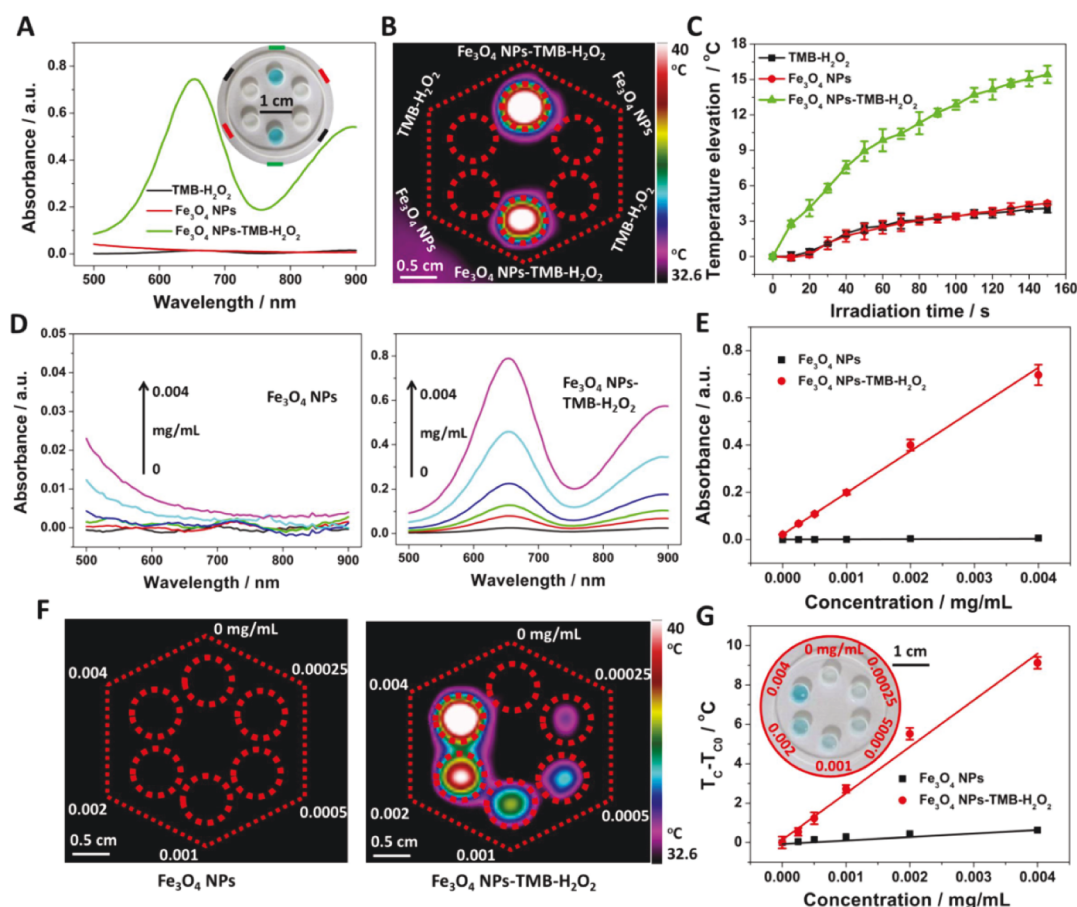 A
Absorbance / a.u.
0.8
0.6
0.4
0.2
0.0
1 cm
TMB-H₂O₂
Fe₃O₄ NPs
Fe₃O₄ NPs-TMB-H₂O₂
500 600 700 800 900
Wavelength / nm
B
Fe₃O₄ NPs-TMB-H₂O₂
TMB-H₂O₂
Fe₃O₄ NPs
Fe₃O₄ NPs
TMB-H₂O₂
Fe₃O₄ NPs-TMB-H₂O₂
0.5 cm
40
°C
°C
32.6
C
Temperature elevation / °C
18
15
12
9
6
3
0
TMB-H₂O₂
Fe₃O₄ NPs
Fe₃O₄ NPs-TMB-H₂O₂
0 20 40 60 80 100 120 140 160
Irradiation time / s
D
Absorbance / a.u.
0.05
0.04
0.03
0.02
0.01
0.00
0.004
mg/mL
0
Fe₃O₄ NPs
500 600 700 800 900
Wavelength / nm
0.8
0.6
0.4
0.2
0.0
0.004
mg/mL
0
Fe₃O₄ NPs-
TMB-H₂O₂
500 600 700 800 900
Wavelength / nm
E
Absorbance / a.u.
0.8
0.4
0.2
0.0
Fe₃O₄ NPs
Fe₃O₄ NPs-TMB-H₂O₂
0.000 0.001 0.002 0.003 0.004
Concentration / mg/mL
F
0 mg/mL
0.004
0.00025
0.002
0.0005
0.001
0.5 cm
Fe₃O₄ NPs
0 mg/mL
0.004
0.00025
0.002
0.0005
0.001
0.5 cm
40
°C
°C
32.6
Fe₃O₄ NPs-TMB-H₂O₂
G
T_C-T_C0 / °C
10
8
6
4
2
0
0 mg/mL
0.004
0.00025
0.002
0.0005
0.001
1 cm
Fe₃O₄ NPs
Fe₃O₄ NPs-TMB-H₂O₂
0.000 0.001 0.002 0.003 0.004
Concentration / mg/mL